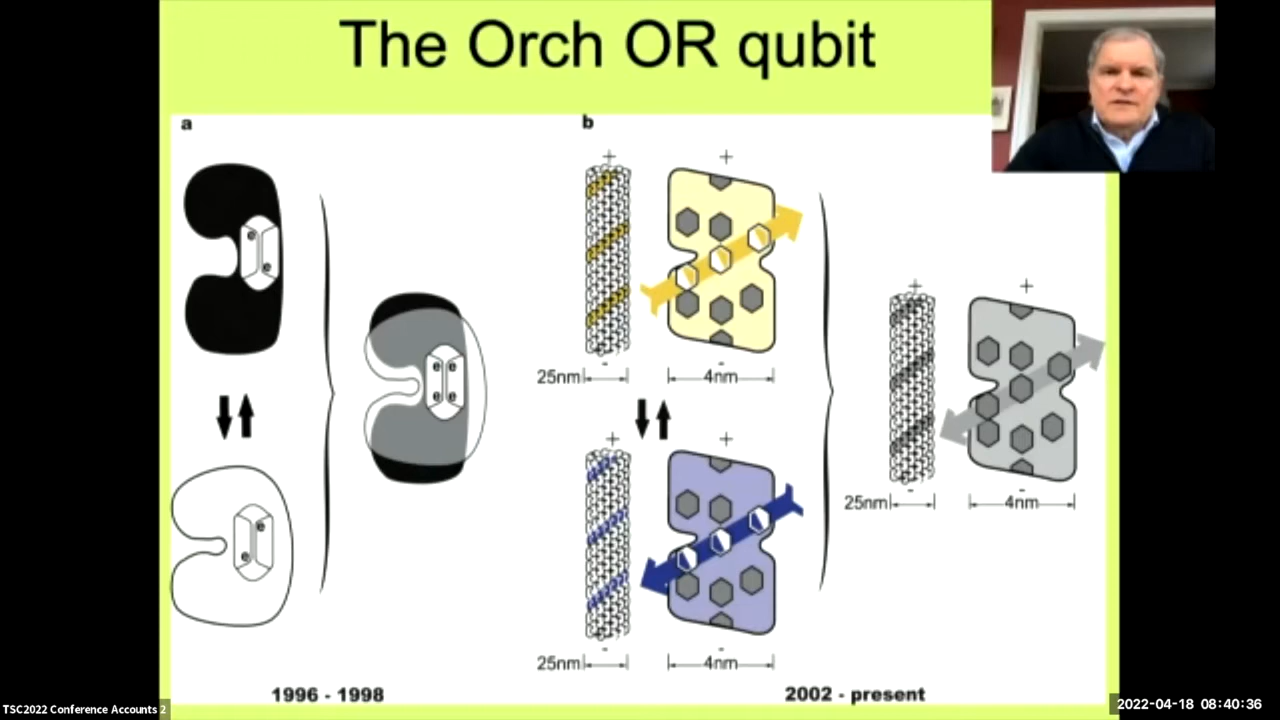 The Orch OR qubit
a
b
+
+
-
-
25nm
4nm
+
+
-
-
25nm
4nm
+
+
-
-
25nm
4nm
1996 - 1998
2002 - present
TSC2022 Conference Accounts 2
2022-04-18 08:40:36